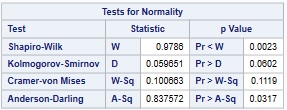 Tests for Normality
Test Statistic p Value
Shapiro-Wilk W 0.9786 Pr < W 0.0023
Kolmogorov-Smirnov D 0.059651 Pr > D 0.0602
Cramer-von Mises W-Sq 0.100663 Pr > W-Sq 0.1119
Anderson-Darling A-Sq 0.837572 Pr > A-Sq 0.0317